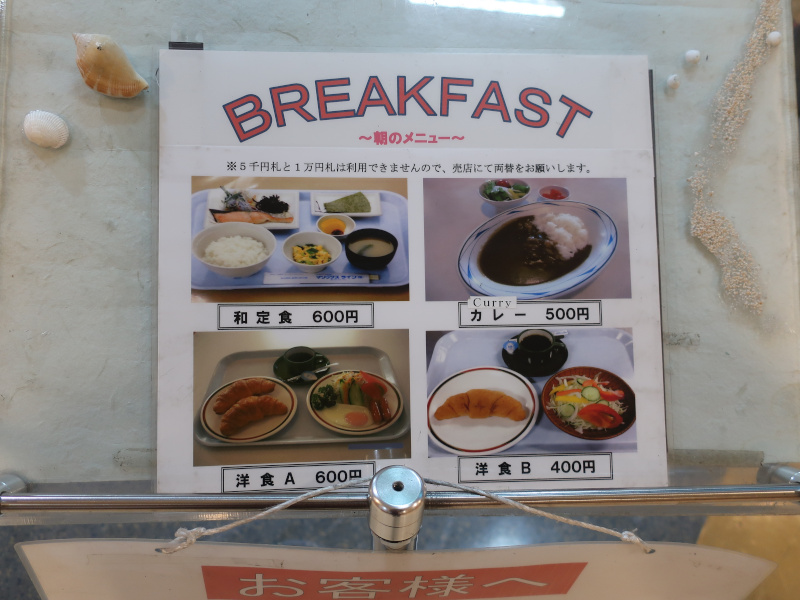 BREAKFAST
～朝のメニュー～
※５千円札と１万円札は利用できませんので、売店にて両替をお願いします。
和定食 600円
Curry
カレー 500円
洋食A 600円
洋食B 400円
お客様へ